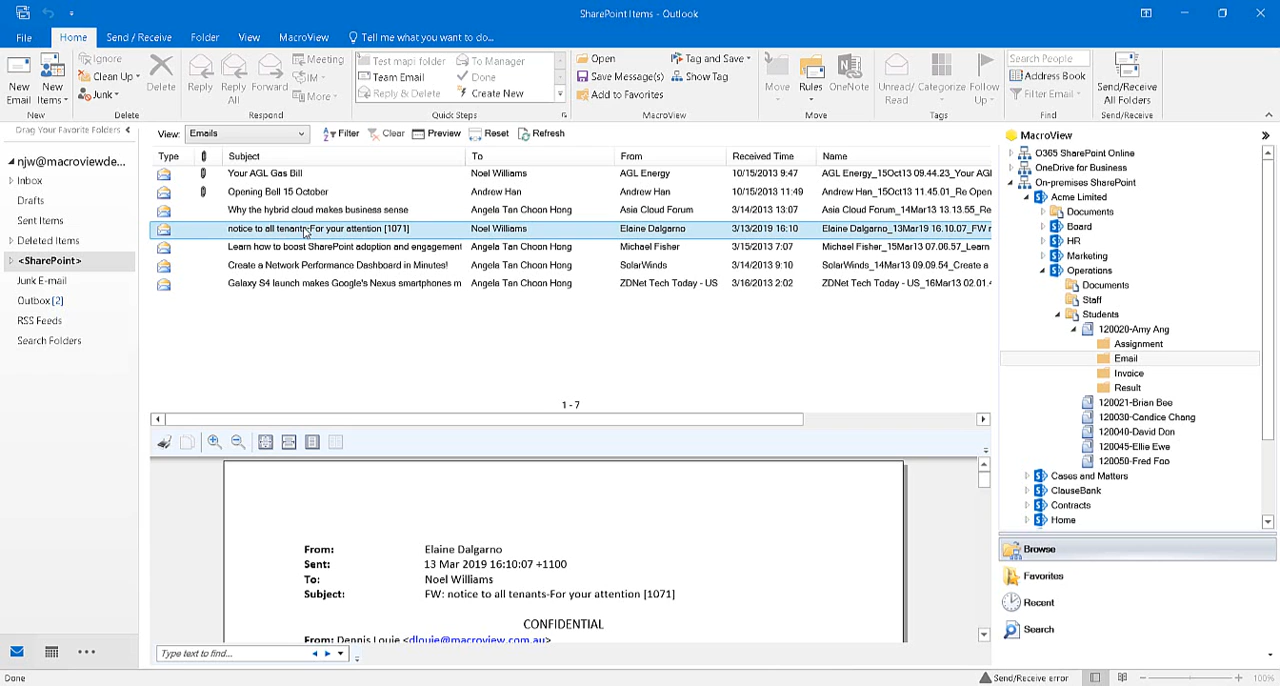 SharePoint Items - Outlook
File Home Send / Receive Folder View MacroView Tell me what you want to do...
New Email
New Items
New
Ignore
Clean Up
Junk
Delete
Delete
Reply
Reply All
Forward
Meeting
IM
More
Respond
Test mapi folder
Team Email
Reply & Delete
To Manager
Done
Create New
Quick Steps
Open
Save Message(s)
Add to Favorites
Tag and Save
Show Tag
MacroView
Move
Rules
OneNote
Move
Unread/ Read
Categorize
Follow Up
Tags
Search People
Address Book
Filter Email
Find
Send/Receive All Folders
Send/Receive
Drag Your Favorite Folders
njw@macroviewde...
Inbox
Drafts
Sent Items
Deleted Items
<SharePoint>
Junk E-mail
Outbox [2]
RSS Feeds
Search Folders
View: Emails Filter Clear Preview Reset Refresh
Type Subject To From Received Time Name
Your AGL Gas Bill Noel Williams AGL Energy 10/15/2013 9:47 AGL Energy_15Oct13 09.44.23_Your AG
Opening Bell 15 October Andrew Han Andrew Han 10/15/2013 11:49 Andrew Han_15Oct13 11.45.01_Re Open
Why the hybrid cloud makes business sense Angela Tan Choon Hong Asia Cloud Forum 3/14/2013 13:07 Asia Cloud Forum_14Mar13 13.13.55_Re
notice to all tenants-For your attention [1071] Noel Williams Elaine Dalgarno 3/13/2019 16:10 Elaine Dalgarno_13Mar19 16.10.07_FW n
Learn how to boost SharePoint adoption and engagement Angela Tan Choon Hong Michael Fisher 3/15/2013 7:07 Michael Fisher_15Mar13 07.06.57_Learn
Create a Network Performance Dashboard in Minutes! Angela Tan Choon Hong SolarWinds 3/14/2013 9:10 SolarWinds_14Mar13 09.09.54_Create a
Galaxy S4 launch makes Google's Nexus smartphones m Angela Tan Choon Hong ZDNet Tech Today - US 3/16/2013 2:02 ZDNet Tech Today - US_16Mar13 02.01.4
1 - 7
From: Elaine Dalgarno
Sent: 13 Mar 2019 16:10:07 +1100
To: Noel Williams
Subject: FW: notice to all tenants-For your attention [1071]
CONFIDENTIAL
From: Dennis Louie <dlouie@macroview.com.au>
Type text to find...
MacroView
O365 SharePoint Online
OneDrive for Business
On-premises SharePoint
Acme Limited
Documents
Board
HR
Marketing
Operations
Documents
Staff
Students
120020-Amy Ang
Assignment
Email
Invoice
Result
120021-Brian Bee
120030-Candice Chang
120040-David Don
120045-Ellie Ewe
120050-Fred Foo
Cases and Matters
ClauseBank
Contracts
Home
Browse
Favorites
Recent
Search
Done
Send/Receive error
100%